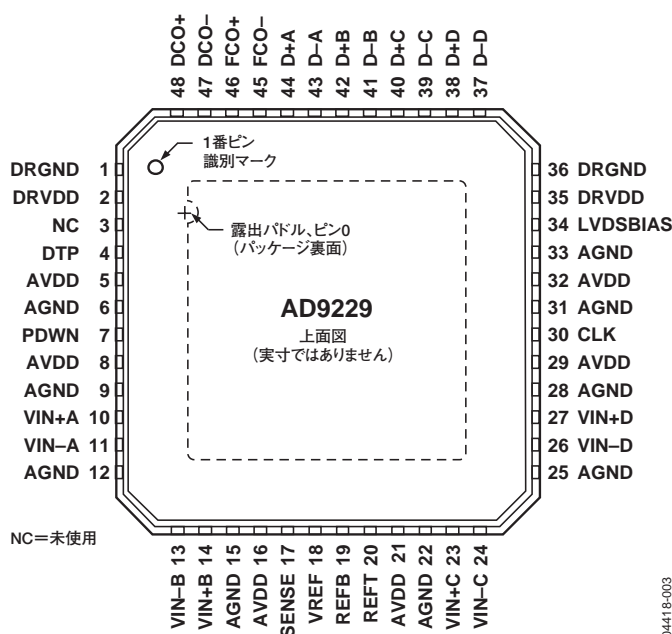 48 DCO+
47 DCO–
46 FCO+
45 FCO–
44 D+A
43 D–A
42 D+B
41 D–B
40 D+C
39 D–C
38 D+D
37 D–D
DRGND 1
DRVDD 2
NC 3
DTP 4
AVDD 5
AGND 6
PDWN 7
AVDD 8
AGND 9
VIN+A 10
VIN–A 11
AGND 12
1番ピン
識別マーク
露出パドル、ピン0
(パッケージ裏面)
AD9229
上面図
(実寸ではありません)
36 DRGND
35 DRVDD
34 LVDSBIAS
33 AGND
32 AVDD
31 AGND
30 CLK
29 AVDD
28 AGND
27 VIN+D
26 VIN–D
25 AGND
NC=未使用
VIN–B 13
VIN+B 14
AGND 15
AVDD 16
SENSE 17
VREF 18
REFB 19
REFT 20
AVDD 21
AGND 22
VIN+C 23
VIN–C 24
04418-003